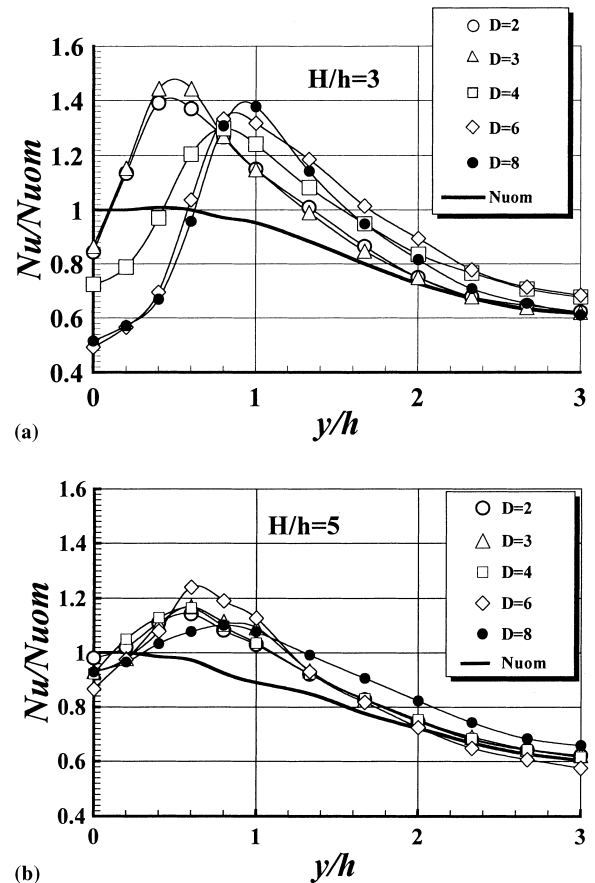 1.6
1.4
1.2
1
0.8
0.6
0.4
Nu/Nuom
H/h=3
D=2
D=3
D=4
D=6
D=8
Nuom
0 1 2 3
y/h
(a)
1.6
1.4
1.2
1
0.8
0.6
0.4
Nu/Nuom
H/h=5
D=2
D=3
D=4
D=6
D=8
Nuom
0 1 2 3
y/h
(b)